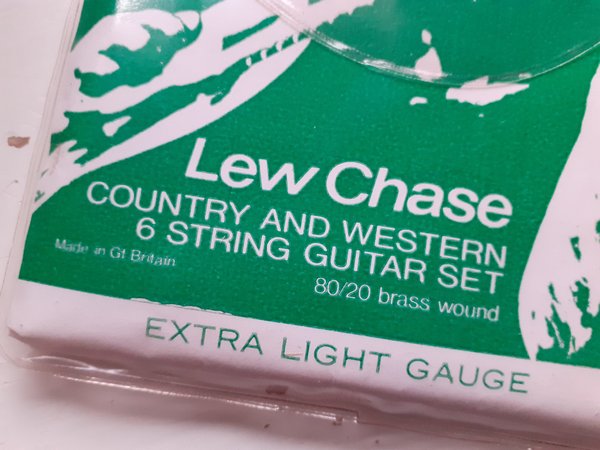 Lew Chase
COUNTRY AND WESTERN
6 STRING GUITAR SET
Made in Gt Britain
80/20 brass wound
EXTRA LIGHT GAUGE